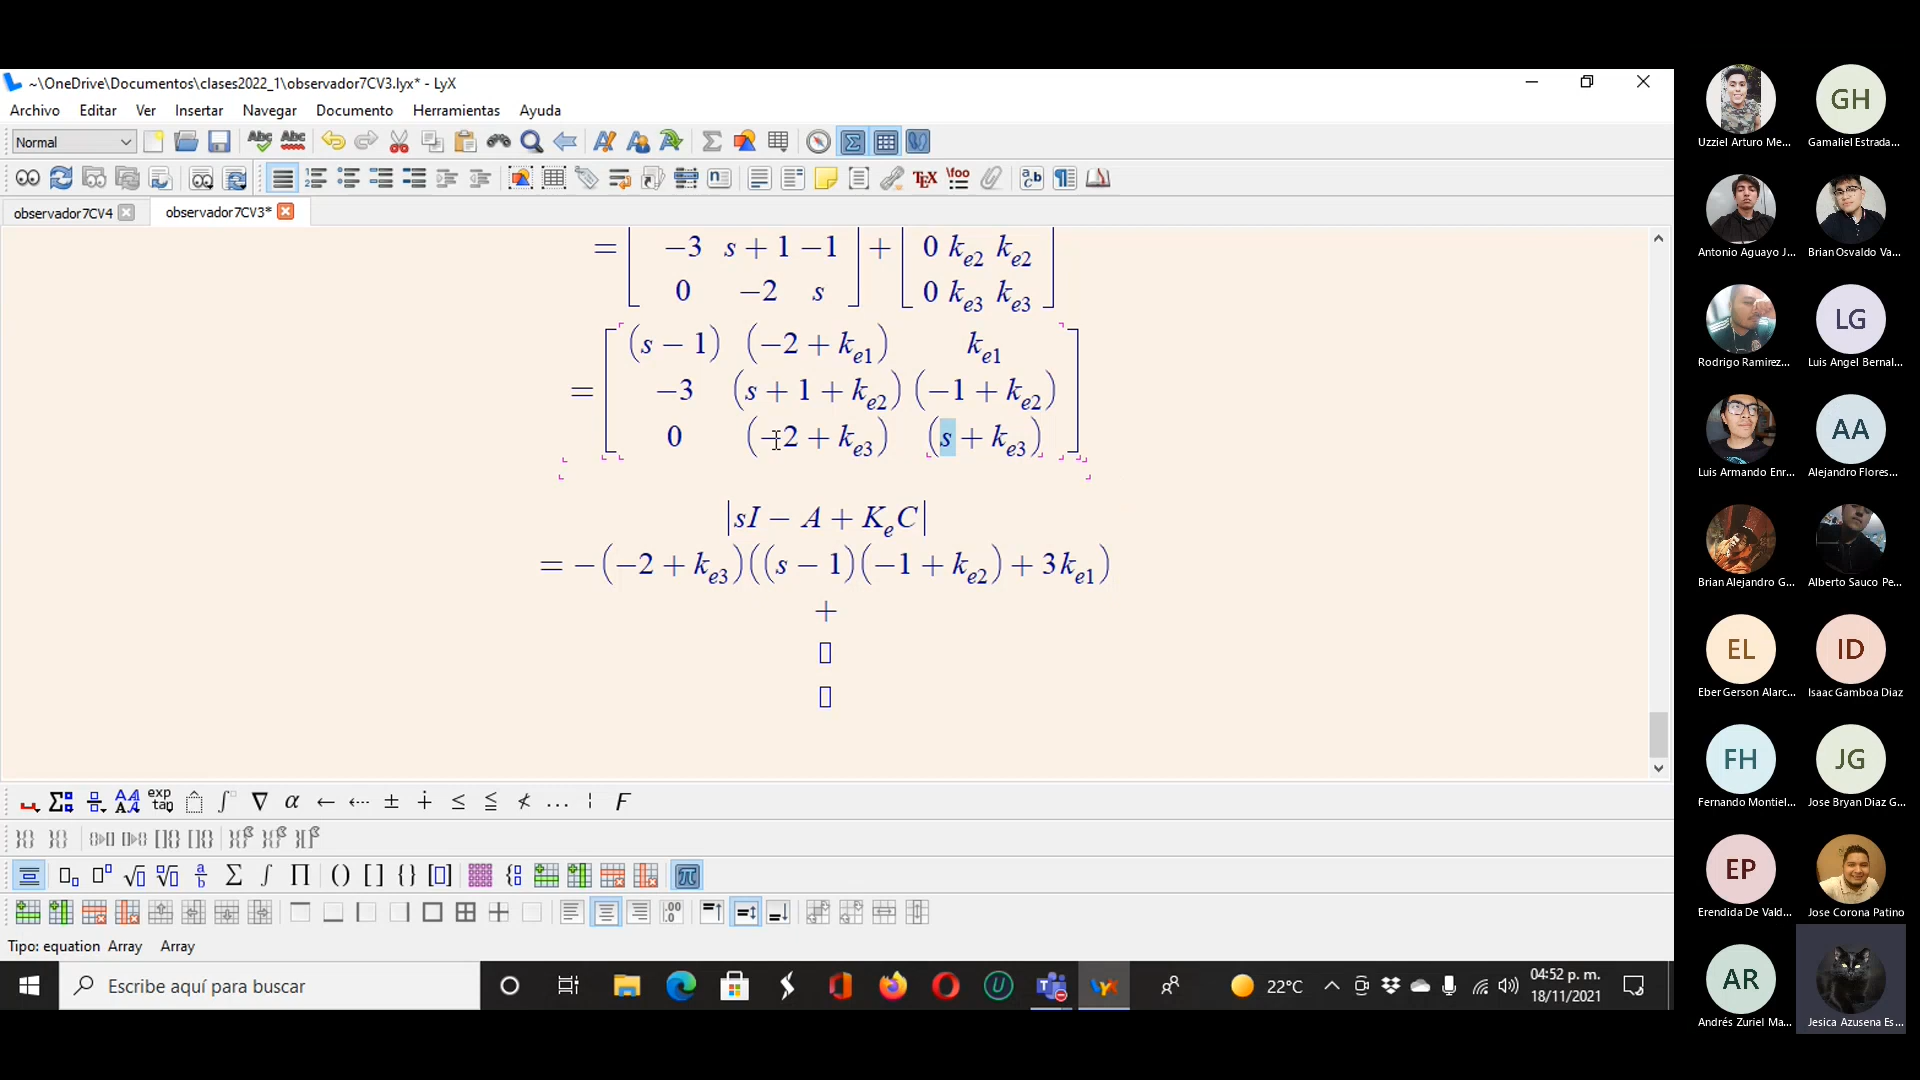 ~\OneDrive\Documentos\clases2022_1\observador7CV3.lyx* - LyX
Archivo Editar Ver Insertar Navegar Documento Herramientas Ayuda
Normal
observador7CV4 observador7CV3*
= −3 s + 1 −1 + 0 k_e2 k_e2
0 −2 s 0 k_e3 k_e3
(s − 1) (−2 + k_e1) k_e1
= −3 (s + 1 + k_e2) (−1 + k_e2)
0 (−2 + k_e3) (s + k_e3)
|sI − A + K_eC|
= −(−2 + k_e3)((s − 1)(−1 + k_e2) + 3k_e1)
+
Tipo: equation Array Array
Escribe aquí para buscar
22°C
04:52 p. m.
18/11/2021
Uzziel Arturo Me...
GH
Gamaliel Estrada...
Antonio Aguayo J...
Brian Osvaldo Va...
Rodrigo Ramirez...
LG
Luis Angel Bernal...
Luis Armando Enr...
AA
Alejandro Flores...
Brian Alejandro G...
Alberto Sauco Pe...
EL
Eber Gerson Alarc...
ID
Isaac Gamboa Diaz
FH
Fernando Montiel...
JG
Jose Bryan Diaz G...
EP
Erendida De Vald...
Jose Corona Patino
AR
Andrés Zuriel Ma...
Jesica Azusena Es...